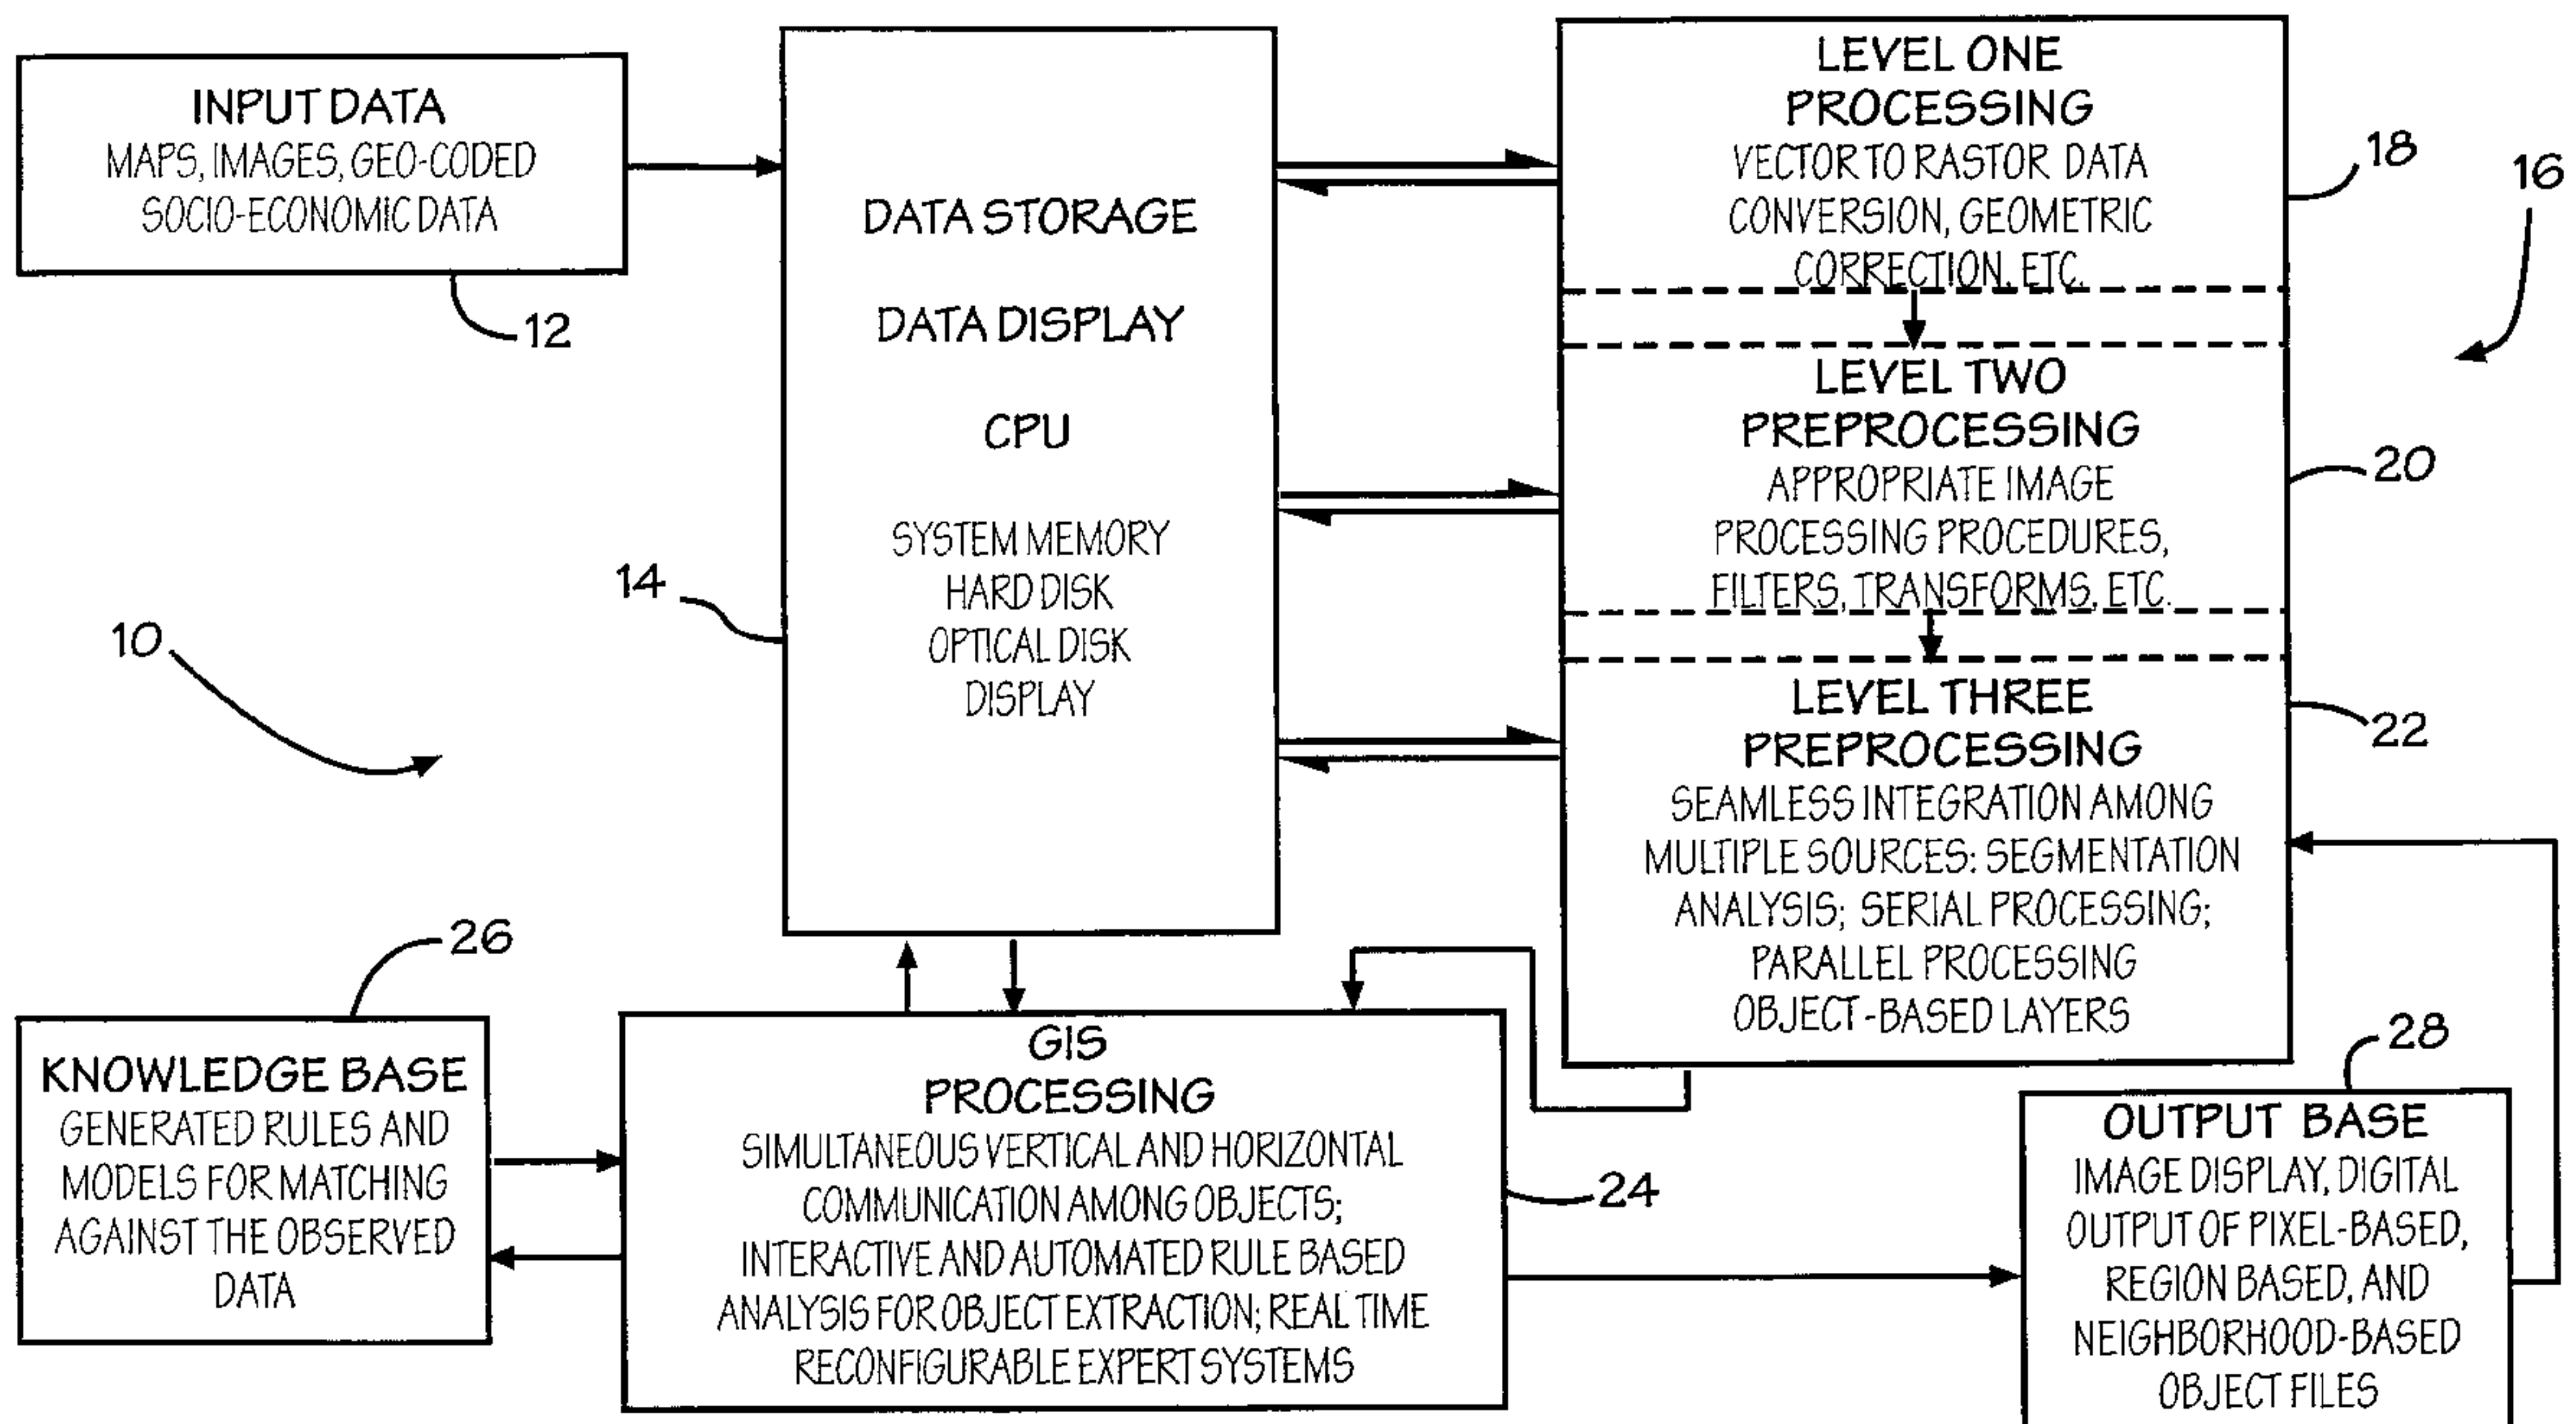 INPUT DATA
MAPS, IMAGES, GEO-CODED
SOCIO-ECONOMIC DATA
12
DATA STORAGE
DATA DISPLAY
CPU
SYSTEM MEMORY
HARD DISK
OPTICAL DISK
DISPLAY
14
10
LEVEL ONE
PROCESSING
VECTOR TO RASTOR DATA
CONVERSION, GEOMETRIC
CORRECTION, ETC.
18
16
LEVEL TWO
PREPROCESSING
APPROPRIATE IMAGE
PROCESSING PROCEDURES,
FILTERS, TRANSFORMS, ETC.
20
LEVEL THREE
PREPROCESSING
SEAMLESS INTEGRATION AMONG
MULTIPLE SOURCES: SEGMENTATION
ANALYSIS; SERIAL PROCESSING;
PARALLEL PROCESSING
OBJECT-BASED LAYERS
22
26
KNOWLEDGE BASE
GENERATED RULES AND
MODELS FOR MATCHING
AGAINST THE OBSERVED
DATA
GIS
PROCESSING
SIMULTANEOUS VERTICAL AND HORIZONTAL
COMMUNICATION AMONG OBJECTS;
INTERACTIVE AND AUTOMATED RULE BASED
ANALYSIS FOR OBJECT EXTRACTION; REAL TIME
RECONFIGURABLE EXPERT SYSTEMS
24
28
OUTPUT BASE
IMAGE DISPLAY, DIGITAL
OUTPUT OF PIXEL-BASED,
REGION BASED, AND
NEIGHBORHOOD-BASED
OBJECT FILES